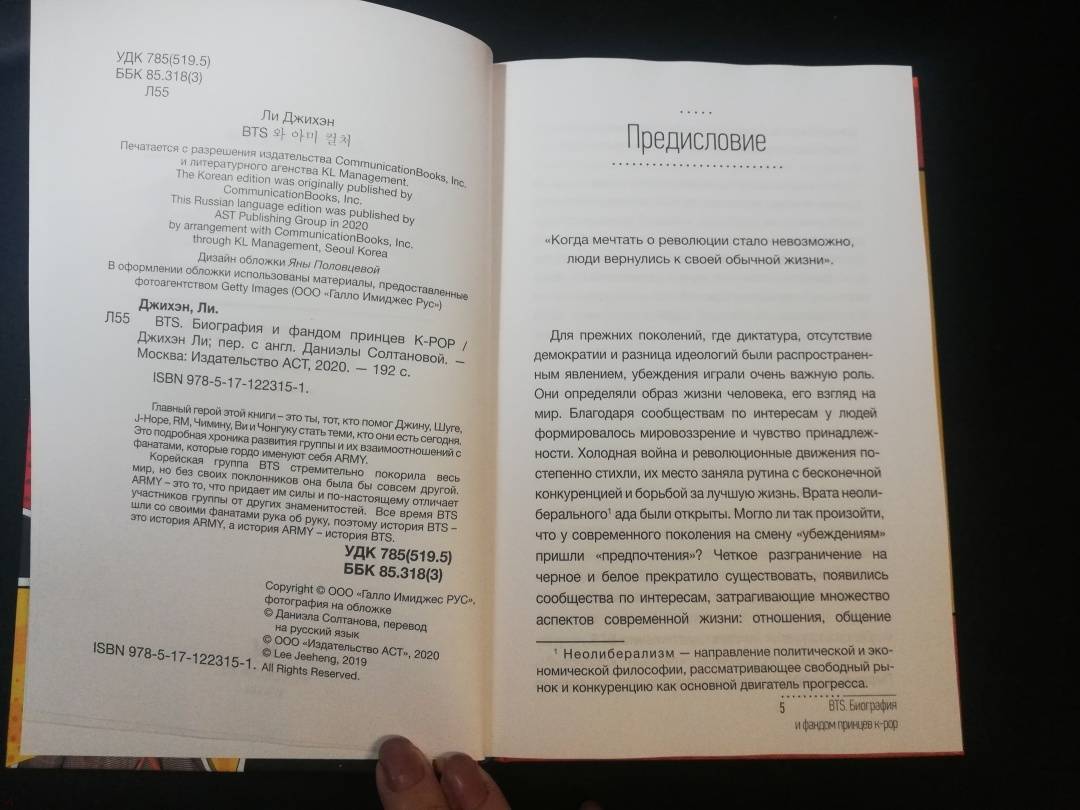 УДК 785(519.5)
ББК 85.318(3)
Л55
Ли Джихэн
BTS 와 아미 컬처
Печатается с разрешения издательства CommunicationBooks, Inc.
и литературного агенства KL Management.
The Korean edition was originally published by
CommunicationBooks, Inc.
This Russian language edition was published by
AST Publishing Group in 2020
by arrangement with CommunicationBooks, Inc.
through KL Management, Seoul Korea
Дизайн обложки Яны Половцевой
В оформлении обложки использованы материалы, предоставленные
фотоагентством Getty Images (ООО «Галло Имиджес Рус»)
Джихэн, Ли.
Л55 BTS. Биография и фандом принцев K-POP /
Джихэн Ли; пер. с англ. Даниэлы Солтановой. —
Москва: Издательство АСТ, 2020. — 192 с.
ISBN 978-5-17-122315-1.
Главный герой этой книги – это ты, тот, кто помог Джину, Шуге,
J-Hope, RM, Чимину, Ви и Чонгуку стать теми, кто они есть сегодня.
Это подробная хроника развития группы и их взаимоотношений с
фанатами, которые гордо именуют себя ARMY.
Корейская группа BTS стремительно покорила весь
мир, но без своих поклонников она была бы совсем другой.
ARMY – это то, что придает им силы и по-настоящему отличает
участников группы от других знаменитостей. Все время BTS
шли со своими фанатами рука об руку, поэтому история BTS –
это история ARMY, а история ARMY – история BTS.
УДК 785(519.5)
ББК 85.318(3)
Copyright © ООО «Галло Имиджес РУС»,
фотография на обложке
© Даниэла Солтанова, перевод
на русский язык
© ООО «Издательство АСТ», 2020
© Lee Jeeheng, 2019
All Rights Reserved.
ISBN 978-5-17-122315-1.
Предисловие
«Когда мечтать о революции стало невозможно,
люди вернулись к своей обычной жизни».
Для прежних поколений, где диктатура, отсутствие
демократии и разница идеологий были распространен-
ным явлением, убеждения играли очень важную роль.
Они определяли образ жизни человека, его взгляд на
мир. Благодаря сообществам по интересам у людей
формировалось мировоззрение и чувство принадлеж-
ности. Холодная война и революционные движения по-
степенно стихли, их место заняла рутина с бесконечной
конкуренцией и борьбой за лучшую жизнь. Врата неоли-
берального¹ ада были открыты. Могло ли так произойти,
что у современного поколения на смену «убеждениям»
пришли «предпочтения»? Четкое разграничение на
черное и белое прекратило существовать, появились
сообщества по интересам, затрагивающие множество
аспектов современной жизни: отношения, общение
¹ Неолиберализм — направление политической и эко-
номической философии, рассматривающее свободный ры-
нок и конкуренцию как основной двигатель прогресса.
5 BTS. Биография
и фандом принцев k-pop